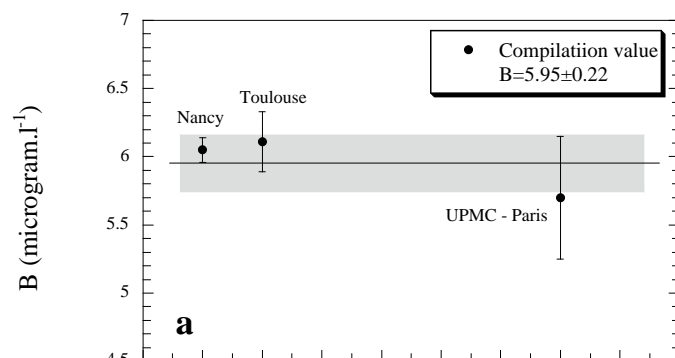 7
6.5
6
5.5
5
4.5
B (microgram.l-1)
Compilatiion value
B=5.95±0.22
Nancy
Toulouse
UPMC - Paris
a